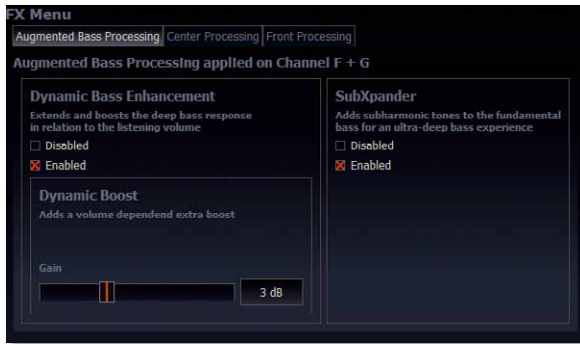 FX Menu
Augmented Bass Processing Center Processing Front Processing
Augmented Bass Processing applied on Channel F + G
Dynamic Bass Enhancement
Extends and boosts the deep bass response
in relation to the listening volume
Disabled
Enabled
Dynamic Boost
Adds a volume dependend extra boost
Gain
3 dB
SubXpander
Adds subharmonic tones to the fundamental
bass for an ultra-deep bass experience
Disabled
Enabled